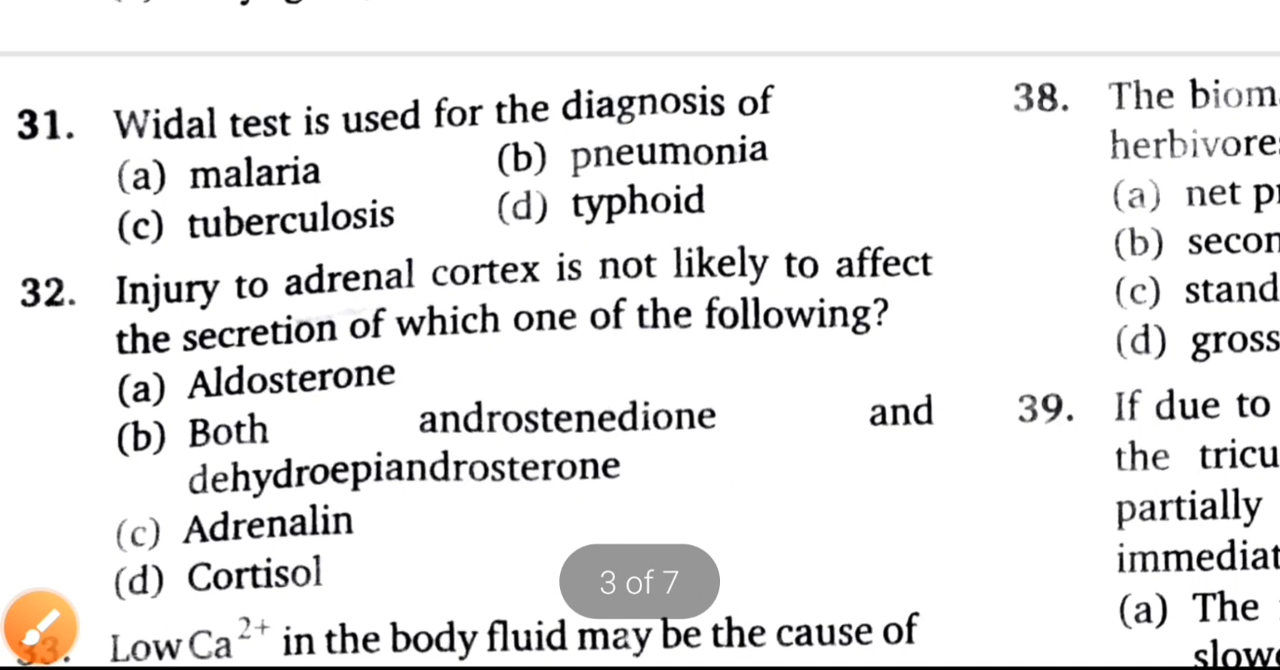 31. Widal test is used for the diagnosis of
(a) malaria (b) pneumonia
(c) tuberculosis (d) typhoid
32. Injury to adrenal cortex is not likely to affect
the secretion of which one of the following?
(a) Aldosterone
(b) Both androstenedione and
dehydroepiandrosterone
(c) Adrenalin
(d) Cortisol
33. Low Ca²⁺ in the body fluid may be the cause of
3 of 7
38. The biom
herbivore
(a) net
(b) secon
(c) stand
(d) gross
39. If due to
the tricu
partially
immediat
(a) The
slow